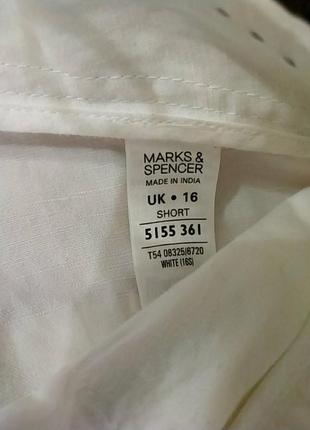 MARKS &
SPENCER
MADE IN INDIA
UK • 16
SHORT
5155 361
T54 08325/6720
WHITE (16S)